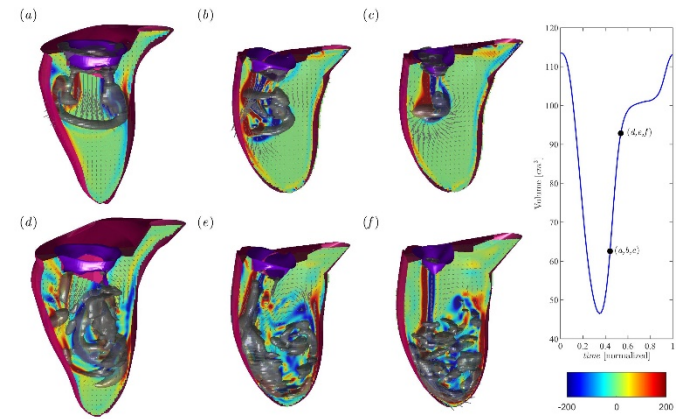 (a)
(b)
(c)
(d)
(e)
(f)
120
110
100
90
80
70
60
50
40
Volume [cm³]
(d,e,f)
(a,b,c)
0
0.2
0.4
0.6
0.8
1
time [normalized]
-200
0
200